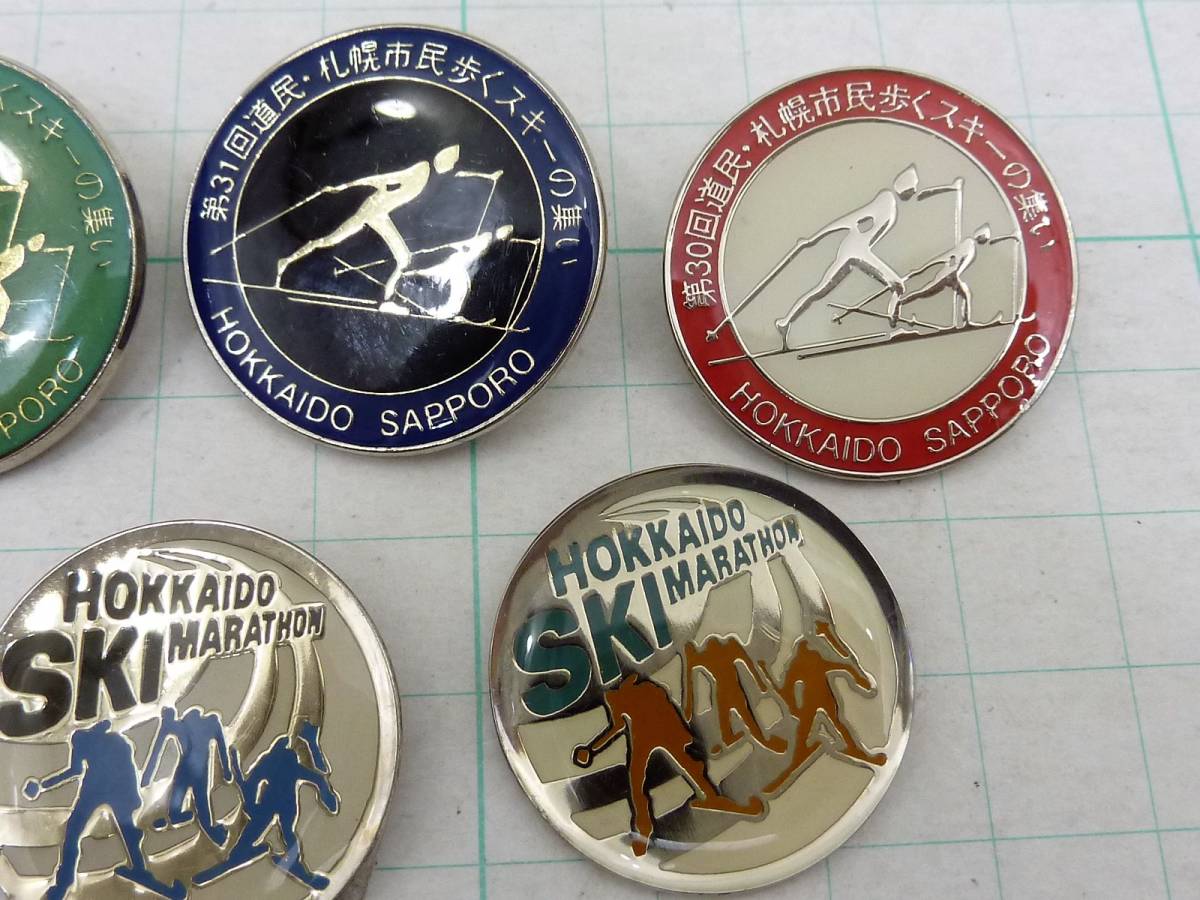 くスキーの集い
PPORO
第31回道民・札幌市民歩くスキーの集い
HOKKAIDO SAPPORO
第30回道民・札幌市民歩くスキーの集い
HOKKAIDO SAPPORO
HOKKAIDO
SKI MARATHON
HOKKAIDO
SKI MARATHON